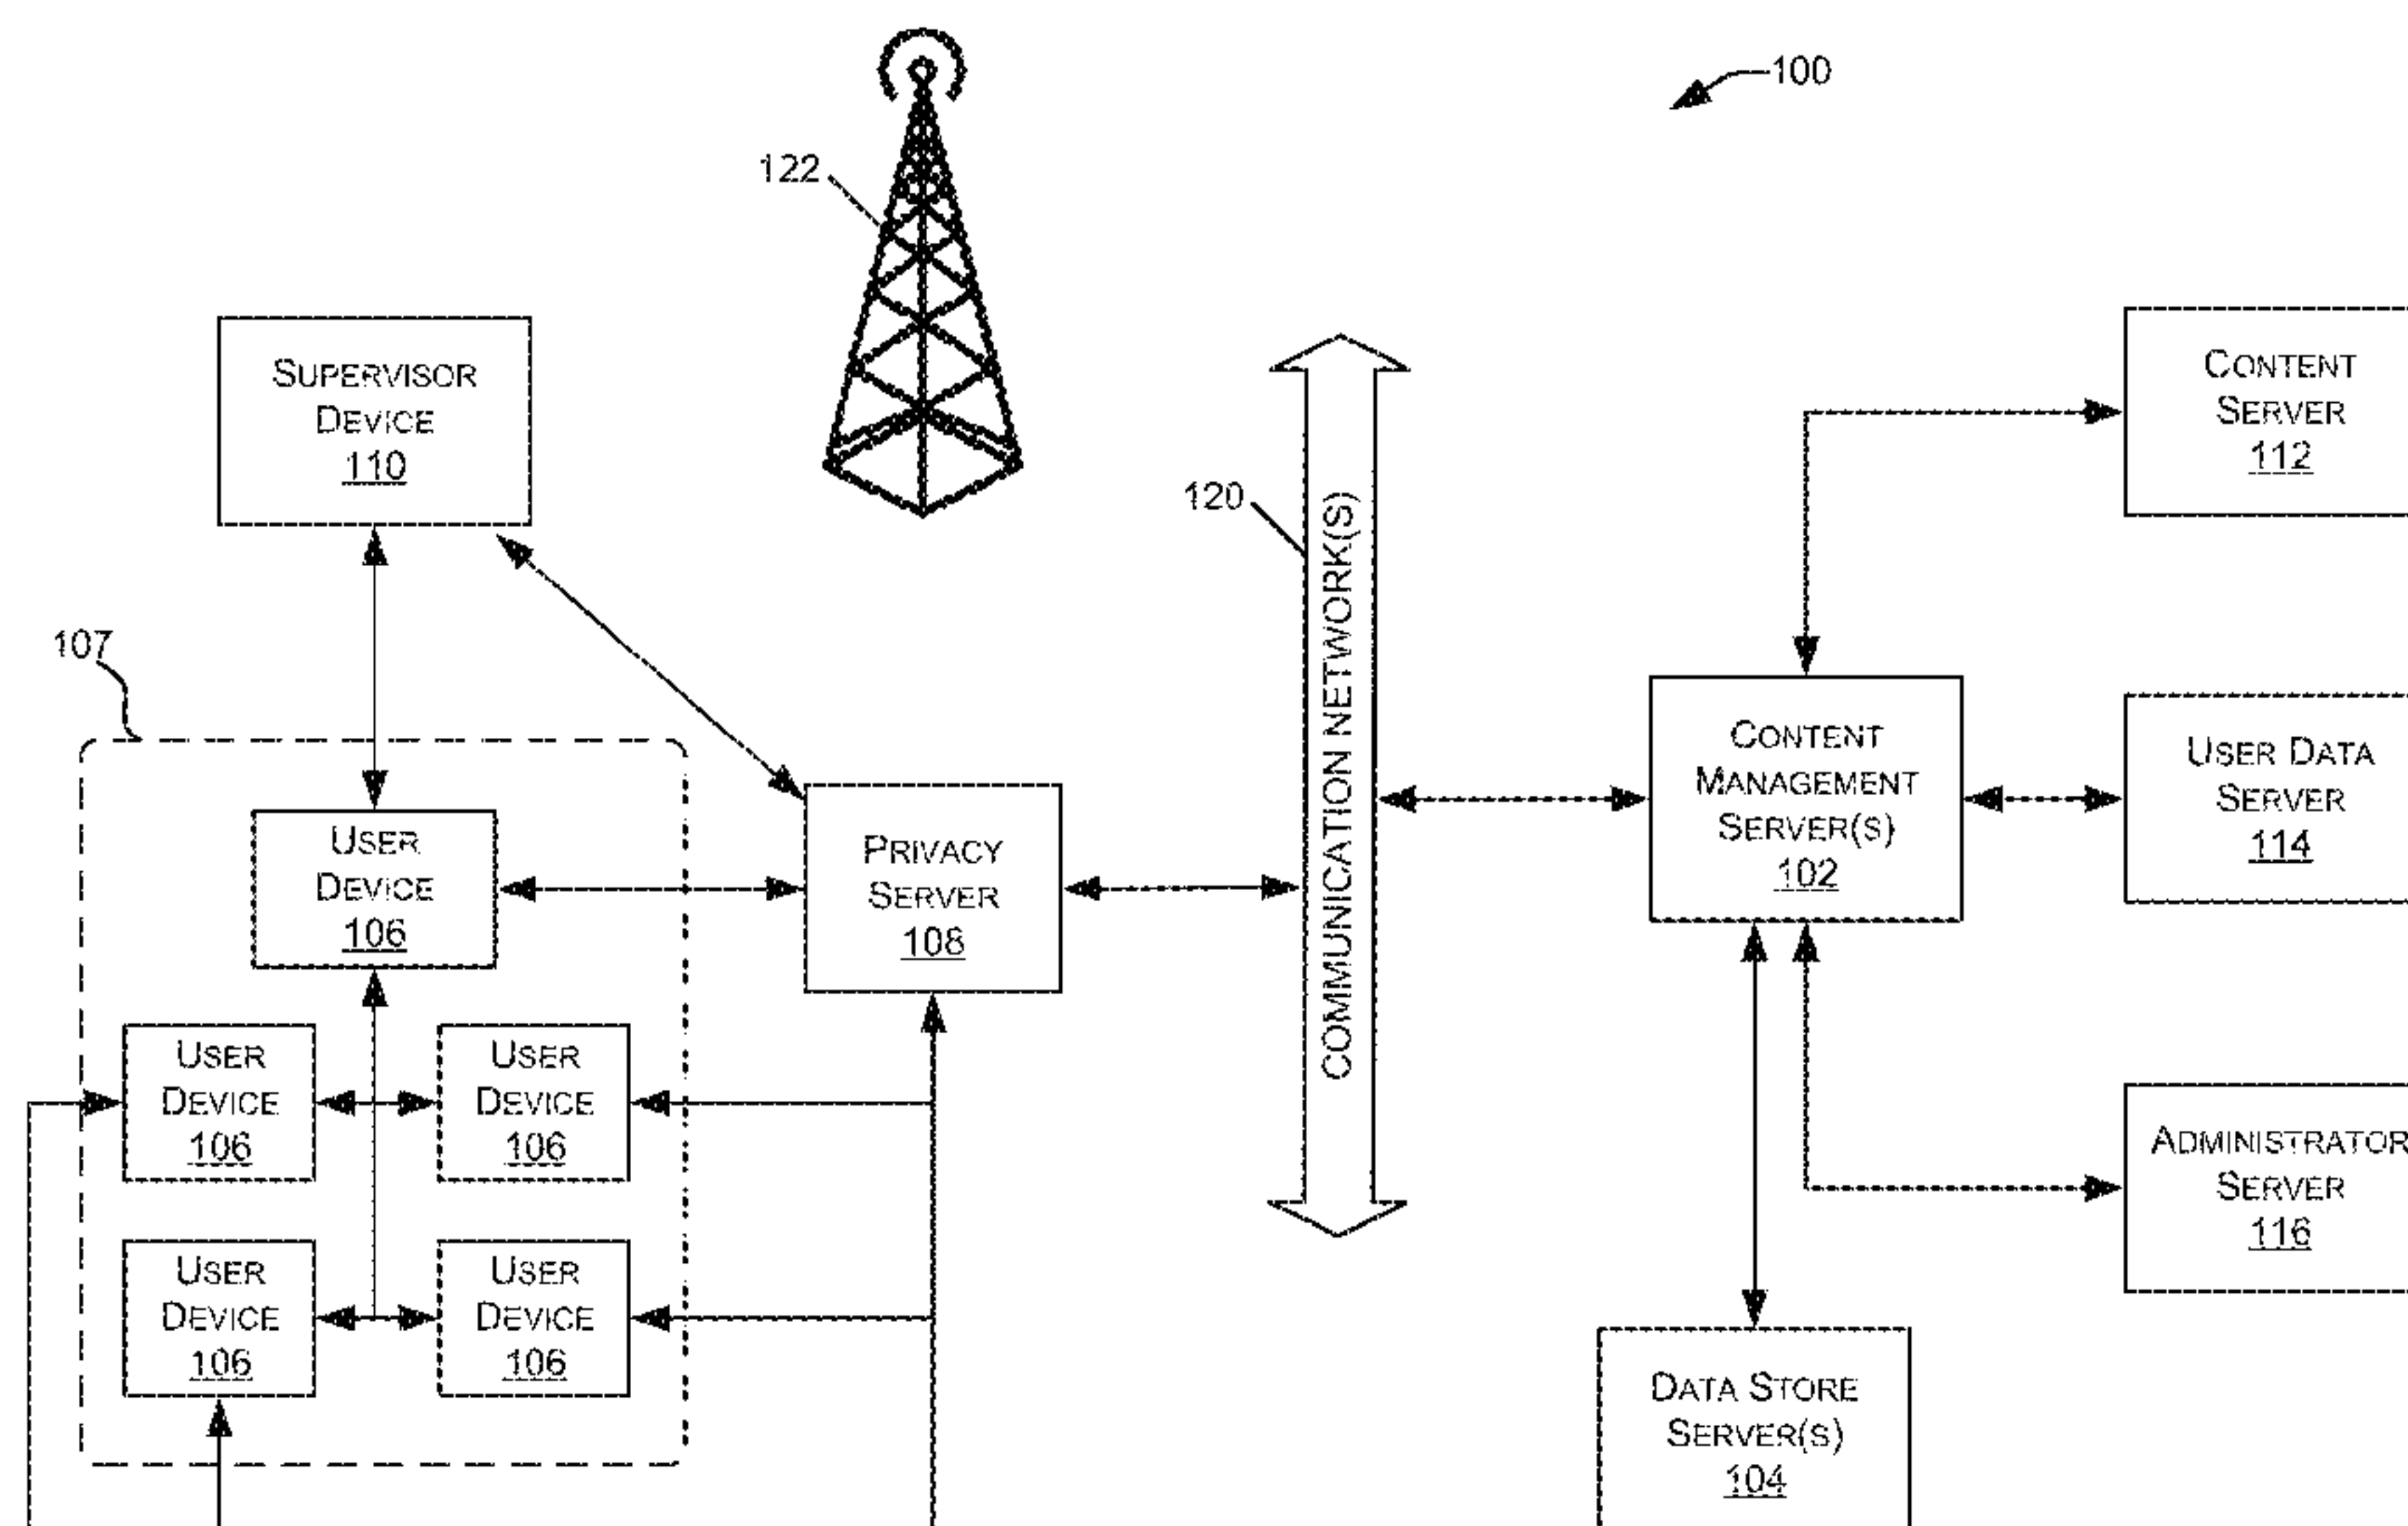 100
122
SUPERVISOR
DEVICE
110
CONTENT
SERVER
112
120
COMMUNICATION NETWORK(S)
107
CONTENT
MANAGEMENT
SERVER(S)
102
USER DATA
SERVER
114
USER
DEVICE
106
PRIVACY
SERVER
108
USER
DEVICE
106
USER
DEVICE
106
ADMINISTRATOR
SERVER
116
USER
DEVICE
106
USER
DEVICE
106
DATA STORE
SERVER(S)
104